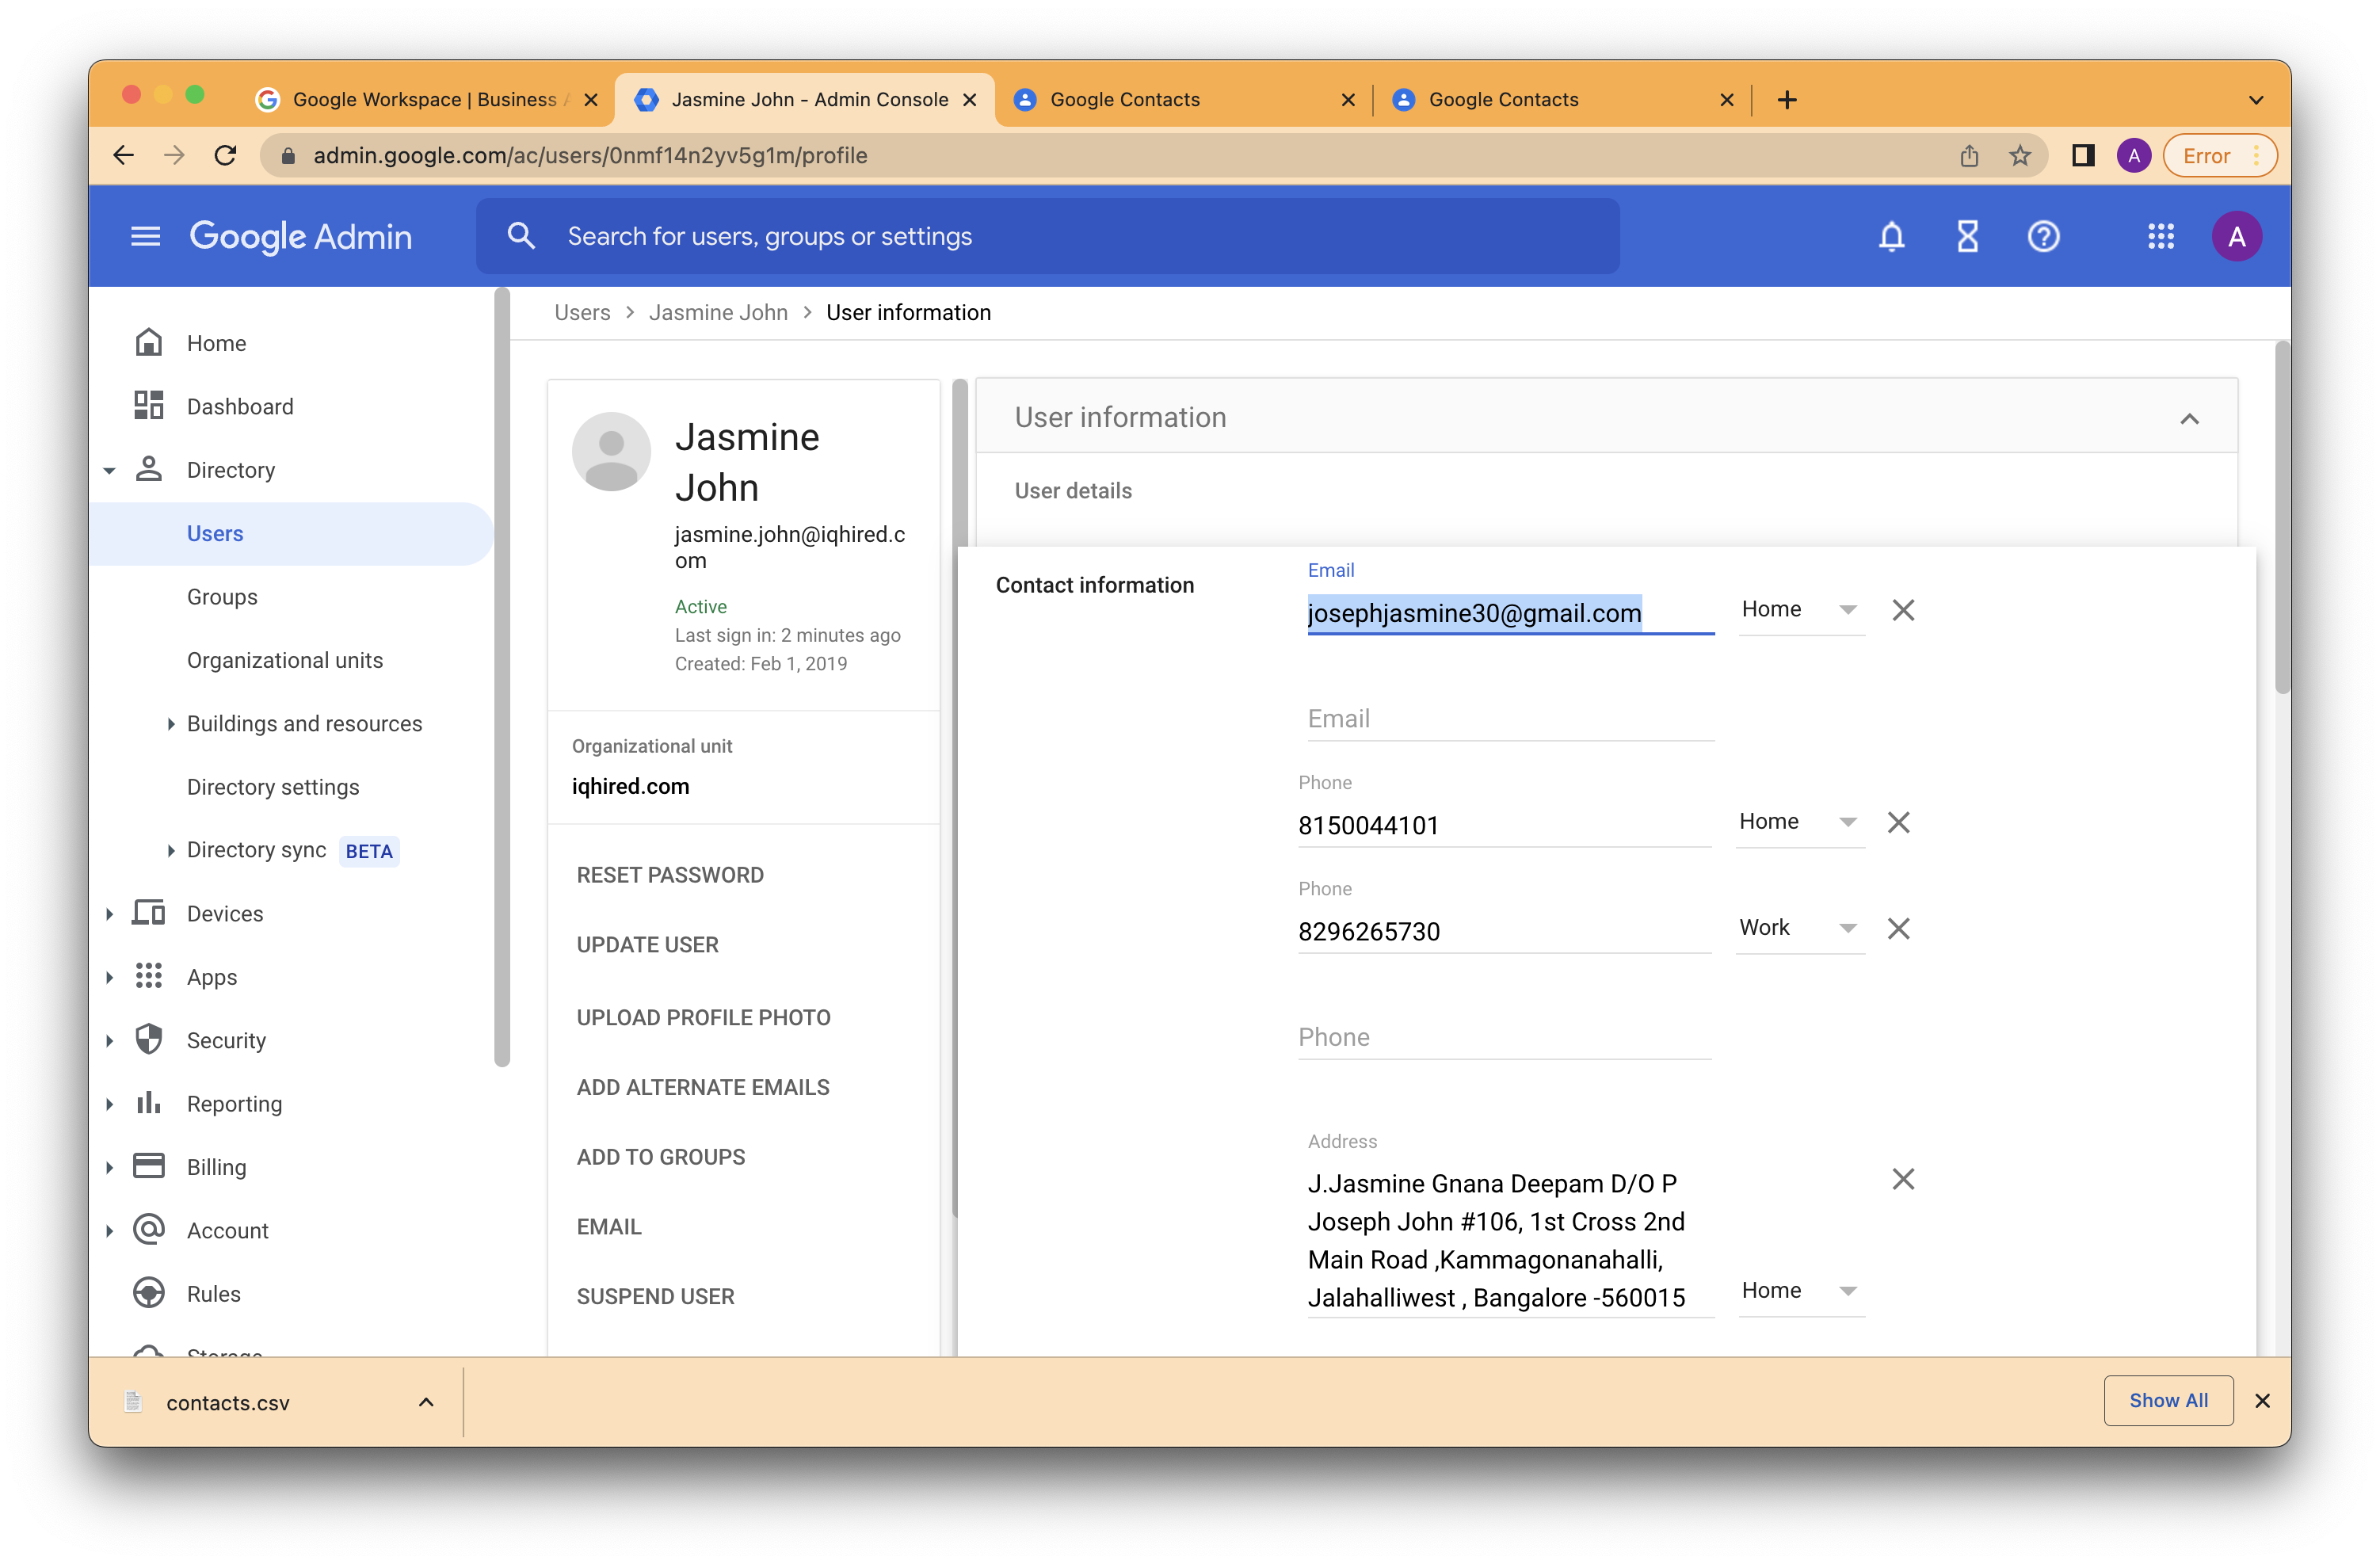 Google Workspace | Business
Jasmine John - Admin Console
Google Contacts
Google Contacts
admin.google.com/ac/users/0nmf14n2yv5g1m/profile
A
Error
Google Admin
Search for users, groups or settings
A
Home
Dashboard
Directory
Users
Groups
Organizational units
Buildings and resources
Directory settings
Directory sync BETA
Devices
Apps
Security
Reporting
Billing
Account
Rules
Storage
Users > Jasmine John > User information
Jasmine
John
jasmine.john@iqhired.c
om
Active
Last sign in: 2 minutes ago
Created: Feb 1, 2019
Organizational unit
iqhired.com
RESET PASSWORD
UPDATE USER
UPLOAD PROFILE PHOTO
ADD ALTERNATE EMAILS
ADD TO GROUPS
EMAIL
SUSPEND USER
User information
User details
Contact information
Email
josephjasmine30@gmail.com
Home
Email
Phone
8150044101
Home
Phone
8296265730
Work
Phone
Address
J.Jasmine Gnana Deepam D/O P
Joseph John #106, 1st Cross 2nd
Main Road ,Kammagonanahalli,
Jalahalliwest , Bangalore -560015
Home
contacts.csv
Show All